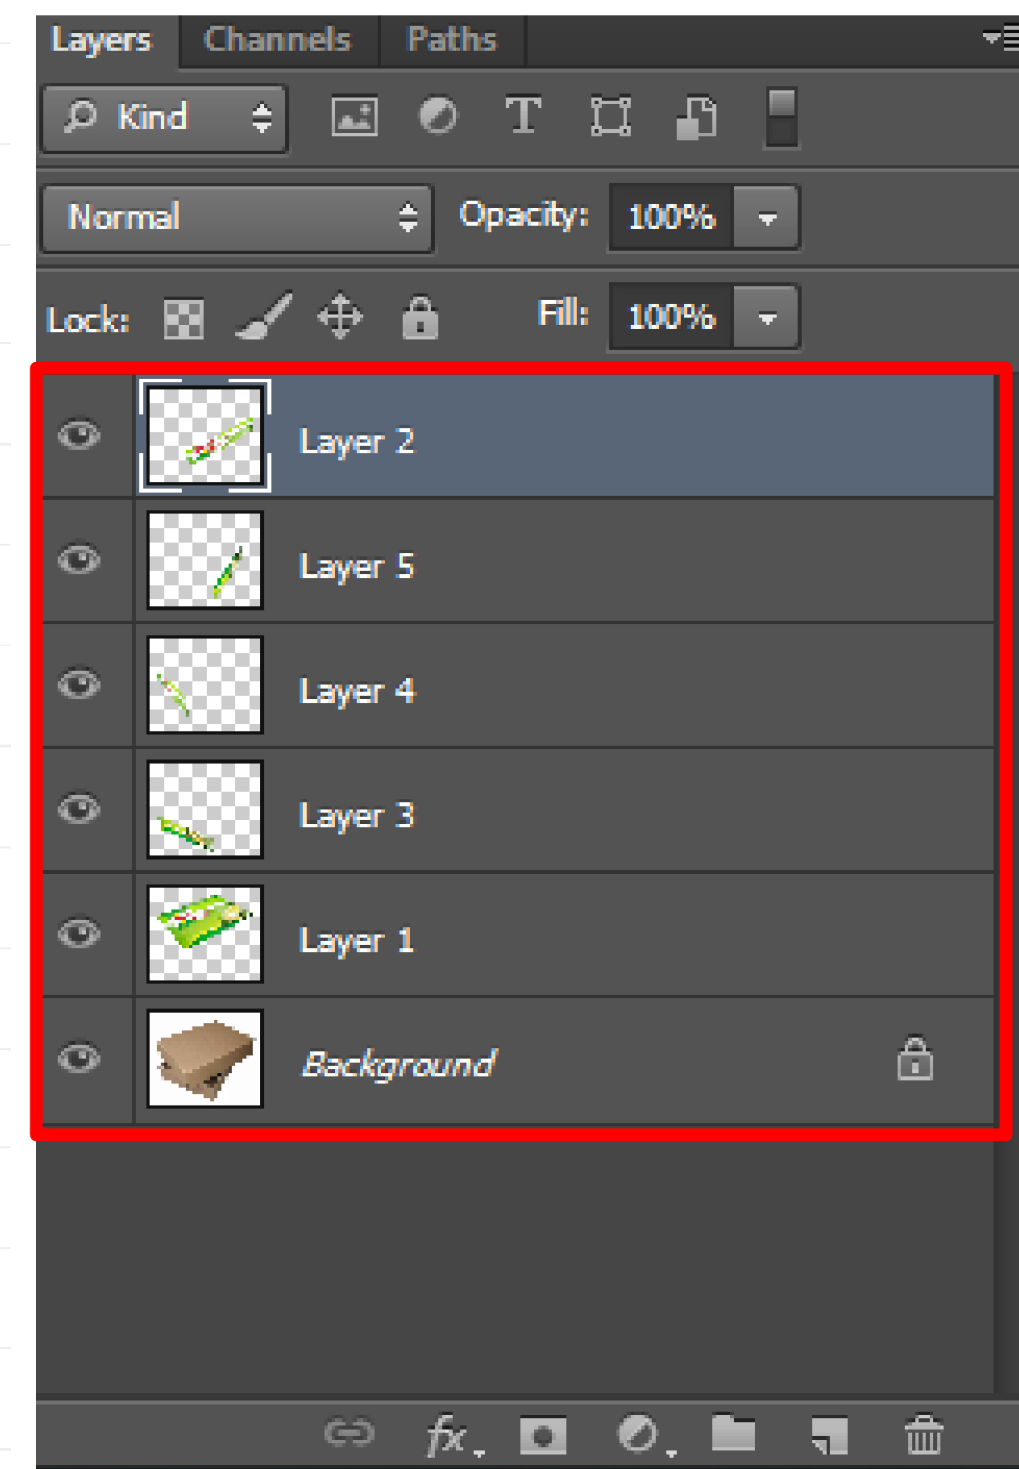 Layers Channels Paths
Kind
Normal Opacity: 100%
Lock: Fill: 100%
Layer 2
Layer 5
Layer 4
Layer 3
Layer 1
Background
fx